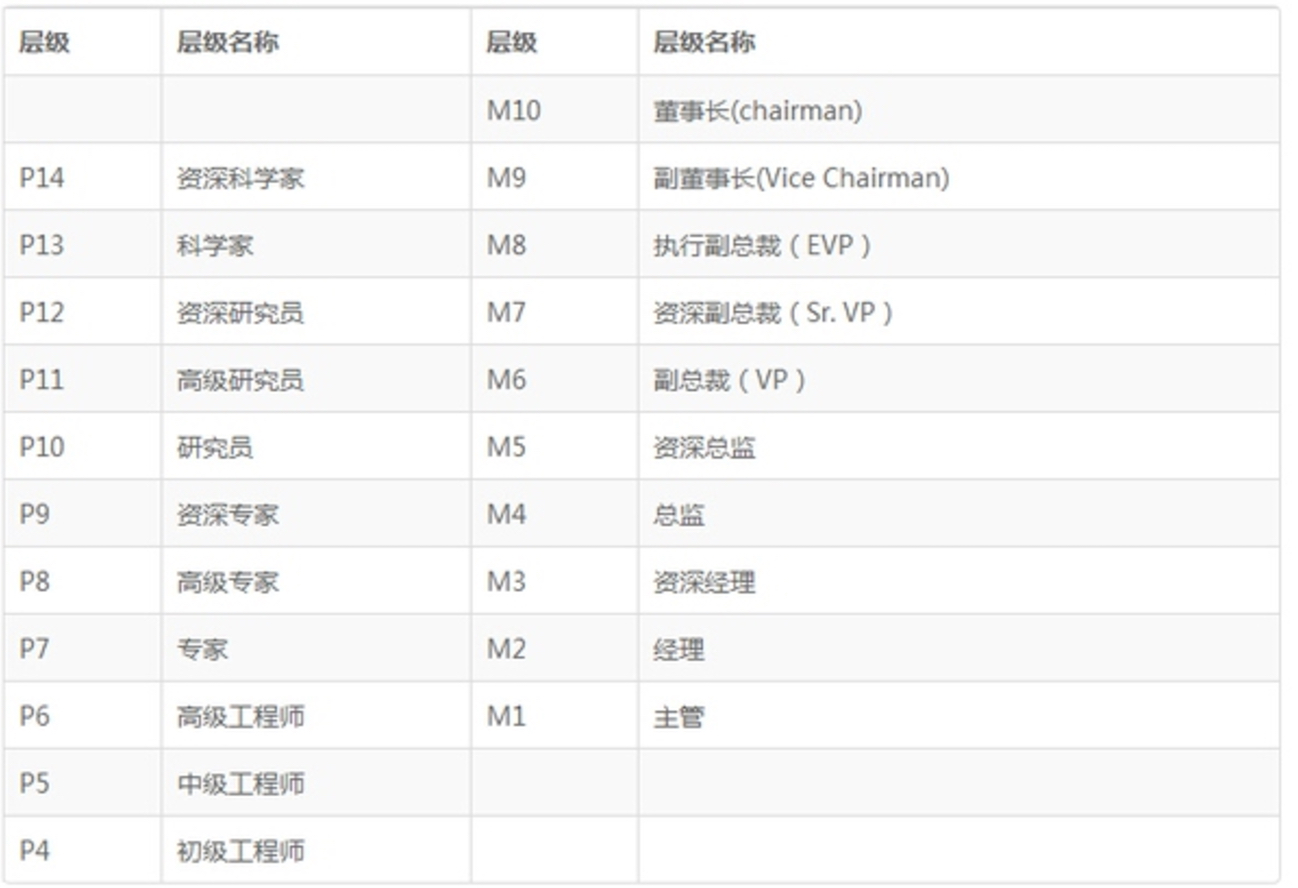 层级 层级名称 层级 层级名称
M10 董事长(chairman)
P14 资深科学家 M9 副董事长(Vice Chairman)
P13 科学家 M8 执行副总裁（EVP）
P12 资深研究员 M7 资深副总裁（Sr. VP）
P11 高级研究员 M6 副总裁（VP）
P10 研究员 M5 资深总监
P9 资深专家 M4 总监
P8 高级专家 M3 资深经理
P7 专家 M2 经理
P6 高级工程师 M1 主管
P5 中级工程师
P4 初级工程师